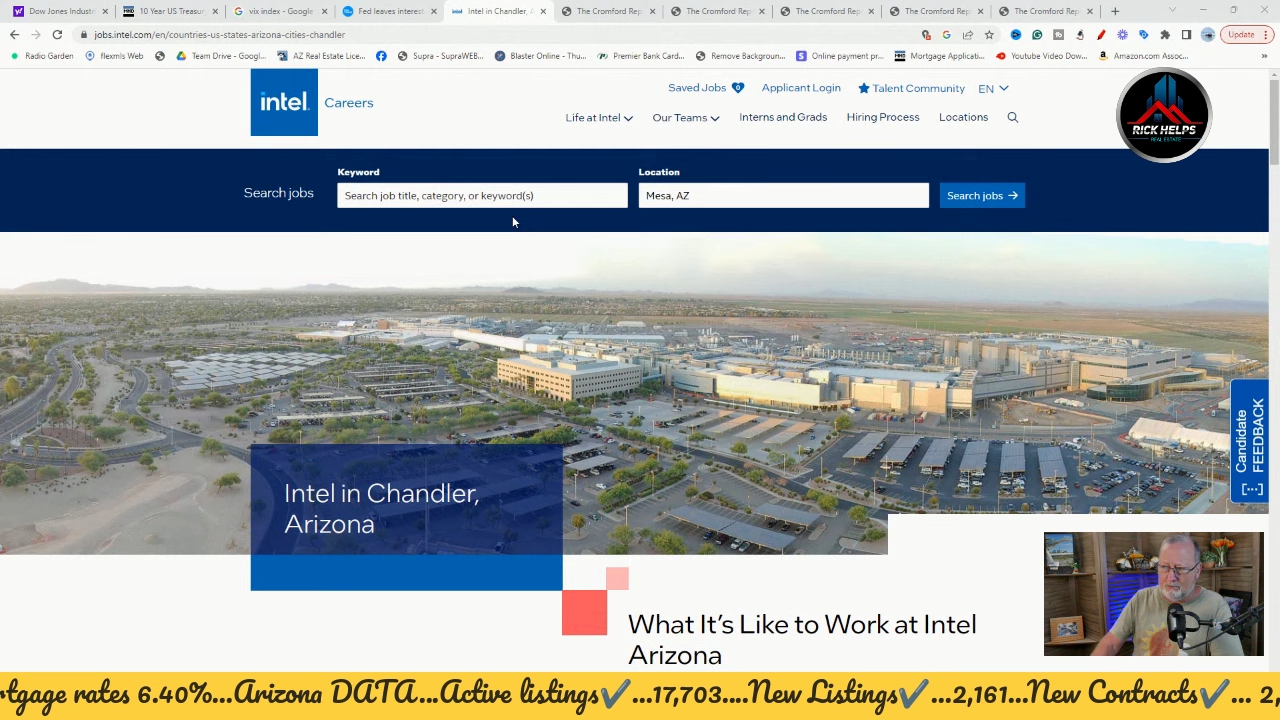 Dow Jones Industri
10 Year US Treasur
vix index - Google
Fed leaves interest
Intel in Chandler, A
The Cromford Rep
The Cromford Rep
The Cromford Rep
The Cromford Rep
The Cromford Rep
jobs.intel.com/en/countries-us-states-arizona-cities-chandler
Update
Radio Garden
flexmls Web
Team Drive - Googl...
AZ Real Estate Lice...
Supra - SupraWEB...
Blaster Online - Thu...
Premier Bank Card...
Remove Backgroun...
Online payment pr...
Mortgage Applicati...
Youtube Video Dow...
Amazon.com Assoc...
»
intel.
Careers
Saved Jobs 0
Applicant Login
Talent Community
EN
Life at Intel
Our Teams
Interns and Grads
Hiring Process
Locations
RICK HELPS
REAL ESTATE
Search jobs
Keyword
Search job title, category, or keyword(s)
Location
Mesa, AZ
Search jobs →
Candidate
FEEDBACK
[...]
Intel in Chandler,
Arizona
What It's Like to Work at Intel
Arizona
rtgage rates 6.40%...Arizona DATA...Active listings✔...17,703....New Listings✔...2,161...New Contracts✔... 2,